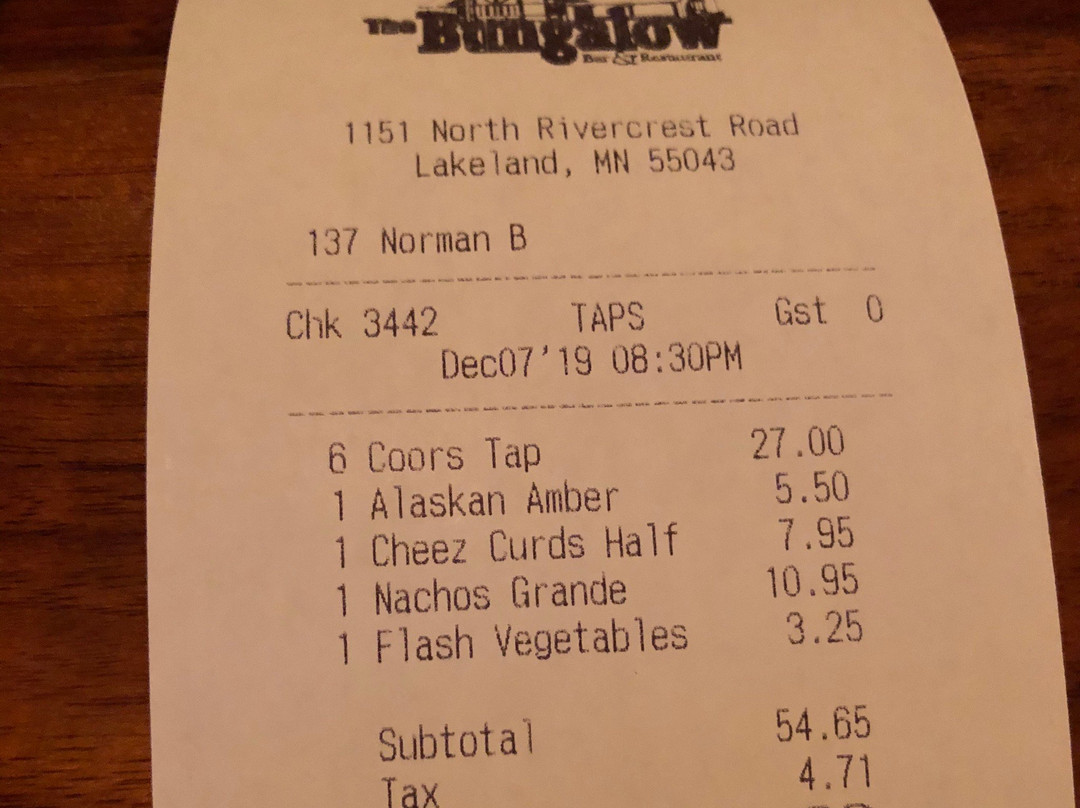 The Bungalow
Bar & Restaurant
1151 North Rivercrest Road
Lakeland, MN 55043
137 Norman B
Chk 3442 TAPS Gst 0
Dec07'19 08:30PM
6 Coors Tap 27.00
1 Alaskan Amber 5.50
1 Cheez Curds Half 7.95
1 Nachos Grande 10.95
1 Flash Vegetables 3.25
Subtotal 54.65
Tax 4.71